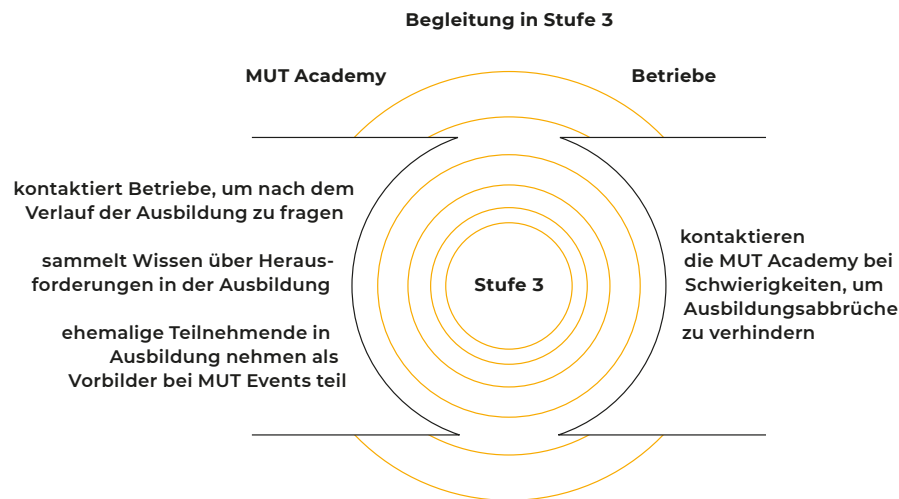 Begleitung in Stufe 3
MUT Academy
Betriebe
kontaktiert Betriebe, um nach dem
Verlauf der Ausbildung zu fragen
sammelt Wissen über Heraus-
forderungen in der Ausbildung
ehemalige Teilnehmende in
Ausbildung nehmen als
Vorbilder bei MUT Events teil
Stufe 3
kontaktieren
die MUT Academy bei
Schwierigkeiten, um
Ausbildungsabbrüche
zu verhindern